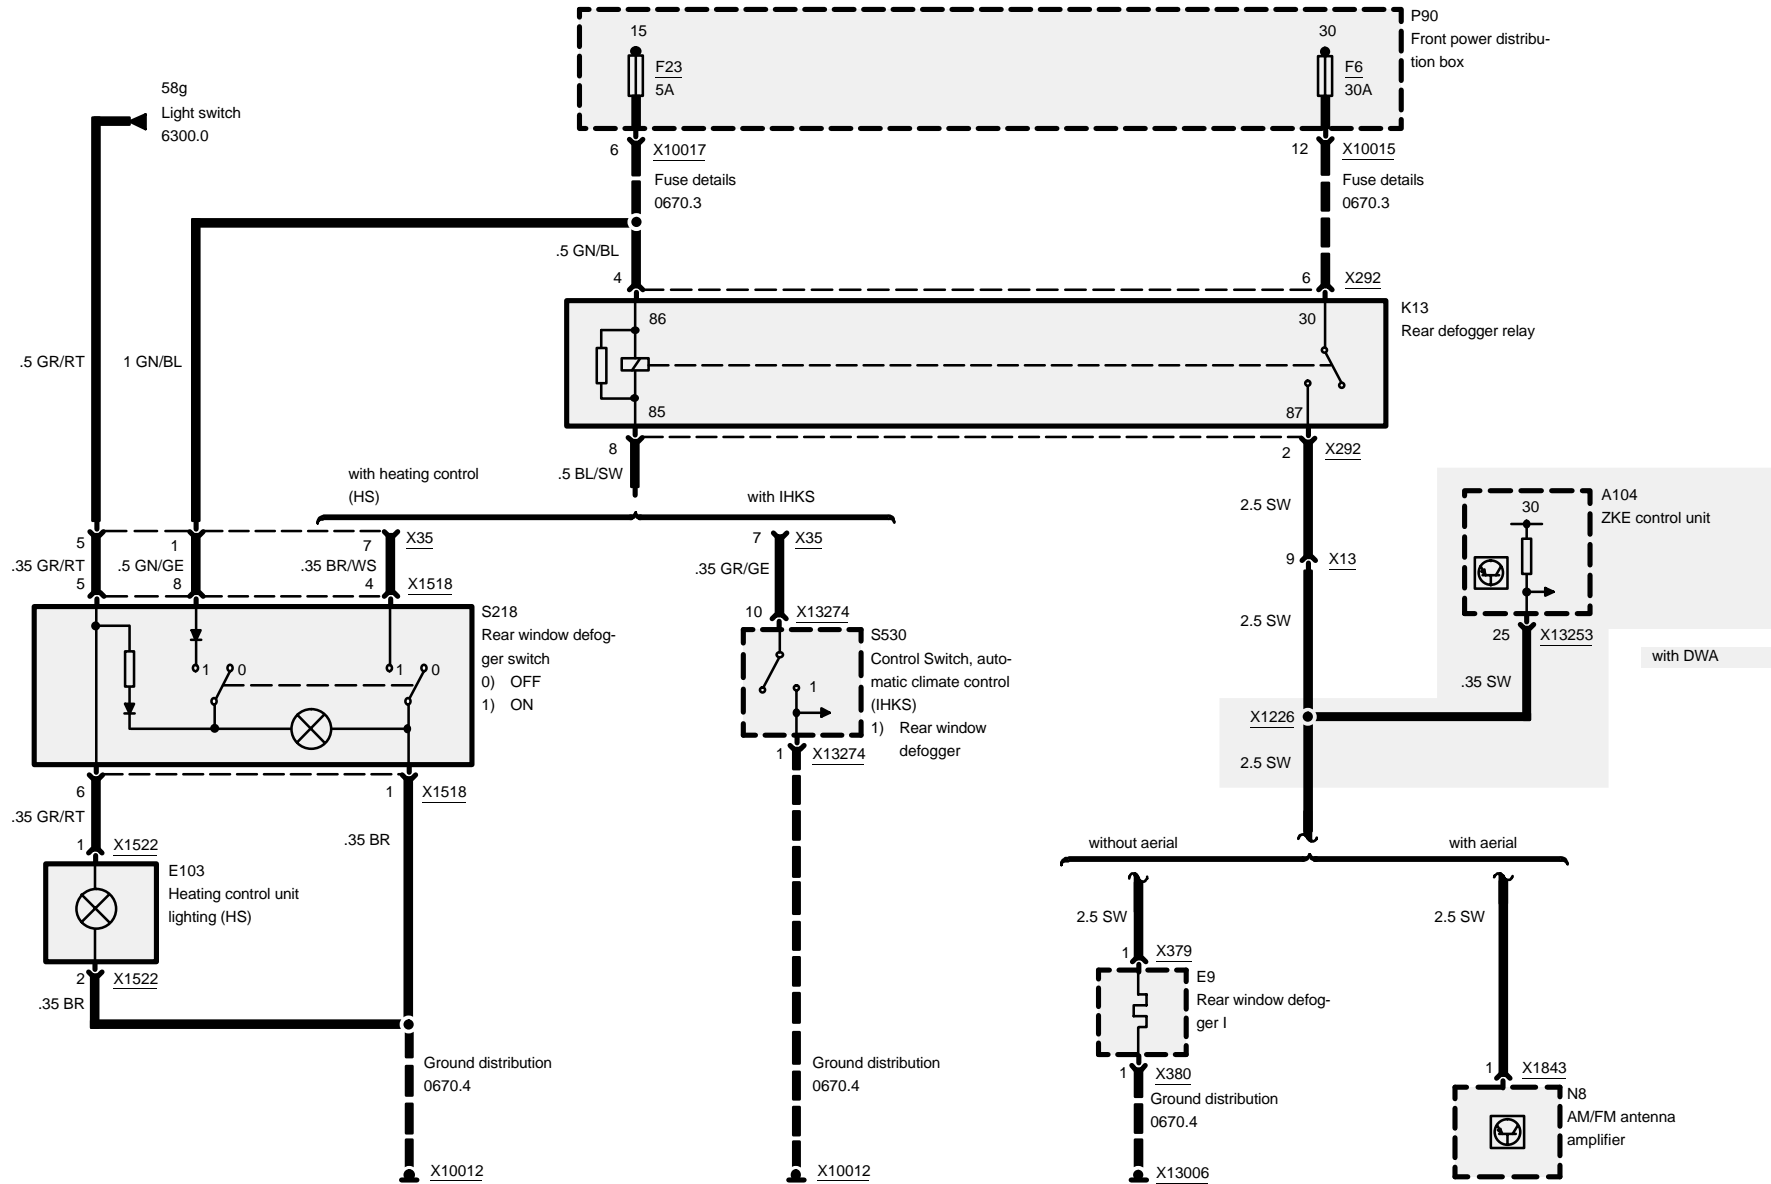 P90
Front power distribu-
tion box
15
F23
5A
30
F6
30A
58g
Light switch
6300.0
6
X10017
Fuse details
0670.3
12
X10015
Fuse details
0670.3
.5 GN/BL
4
6
X292
.5 GR/RT
1 GN/BL
86
30
K13
Rear defogger relay
85
87
8
.5 BL/SW
2
X292
with heating control
(HS)
with IHKS
2.5 SW
A104
ZKE control unit
30
5
1
7
X35
7
X35
9
X13
.35 GR/RT
.5 GN/GE
.35 BR/WS
.35 GR/GE
5
8
4
X1518
10
X13274
2.5 SW
25
X13253
with DWA
.35 SW
S218
Rear window defog-
ger switch
0) OFF
1) ON
1
0
1
0
S530
Control Switch, auto-
matic climate control
(IHKS)
1) Rear window
defogger
1
X1226
2.5 SW
1
X13274
6
1
X1518
.35 GR/RT
.35 BR
1
X1522
E103
Heating control unit
lighting (HS)
2
X1522
.35 BR
without aerial
with aerial
2.5 SW
2.5 SW
1
X379
E9
Rear window defog-
ger I
1
X380
Ground distribution
0670.4
Ground distribution
0670.4
Ground distribution
0670.4
1
X1843
N8
AM/FM antenna
amplifier
X10012
X10012
X13006